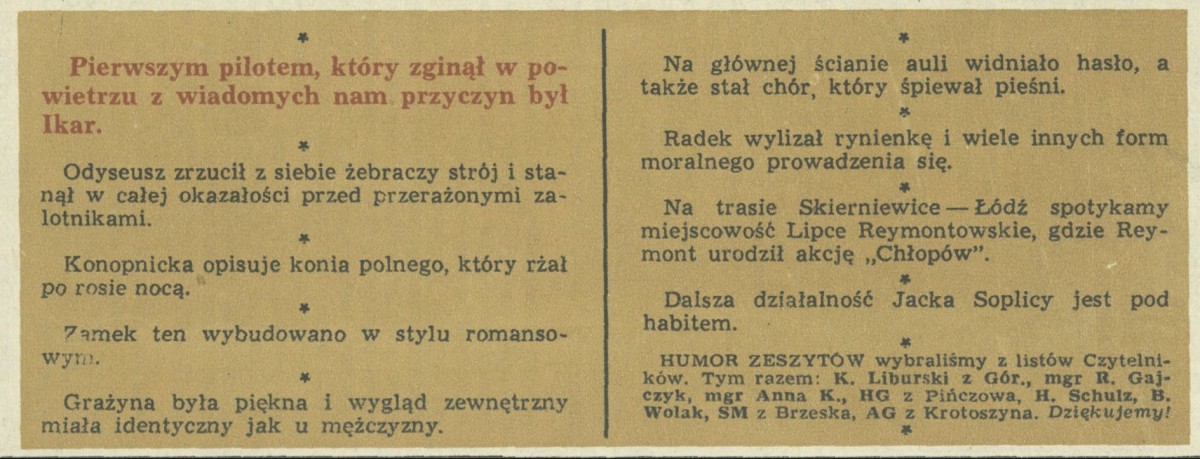 *
Pierwszym pilotem, który zginął w po-
wietrzu z wiadomych nam przyczyn był
Ikar.
*
Odyseusz zrzucił z siebie żebraczy strój i sta-
nął w całej okazałości przed przerażonymi za-
lotnikami.
*
Konopnicka opisuje konia polnego, który rżał
po rosie nocą.
*
Zamek ten wybudowano w stylu romanso-
wym.
*
Grażyna była piękna i wygląd zewnętrzny
miała identyczny jak u mężczyzny.
*
Na głównej ścianie auli widniało hasło, a
także stał chór, który śpiewał pieśni.
*
Radek wylizał rynienkę i wiele innych form
moralnego prowadzenia się.
*
Na trasie Skierniewice — Łódź spotykamy
miejscowość Lipce Reymontowskie, gdzie Rey-
mont urodził akcję „Chłopów”.
*
Dalsza działalność Jacka Soplicy jest pod
habitem.
*
HUMOR ZESZYTÓW wybraliśmy z listów Czytelni-
ków. Tym razem: K. Liburski z Gór., mgr R. Gaj-
czyk, mgr Anna K., HG z Pińczowa, H. Schulz, B.
Wolak, SM z Brzeska, AG z Krotoszyna. Dziękujemy!
*